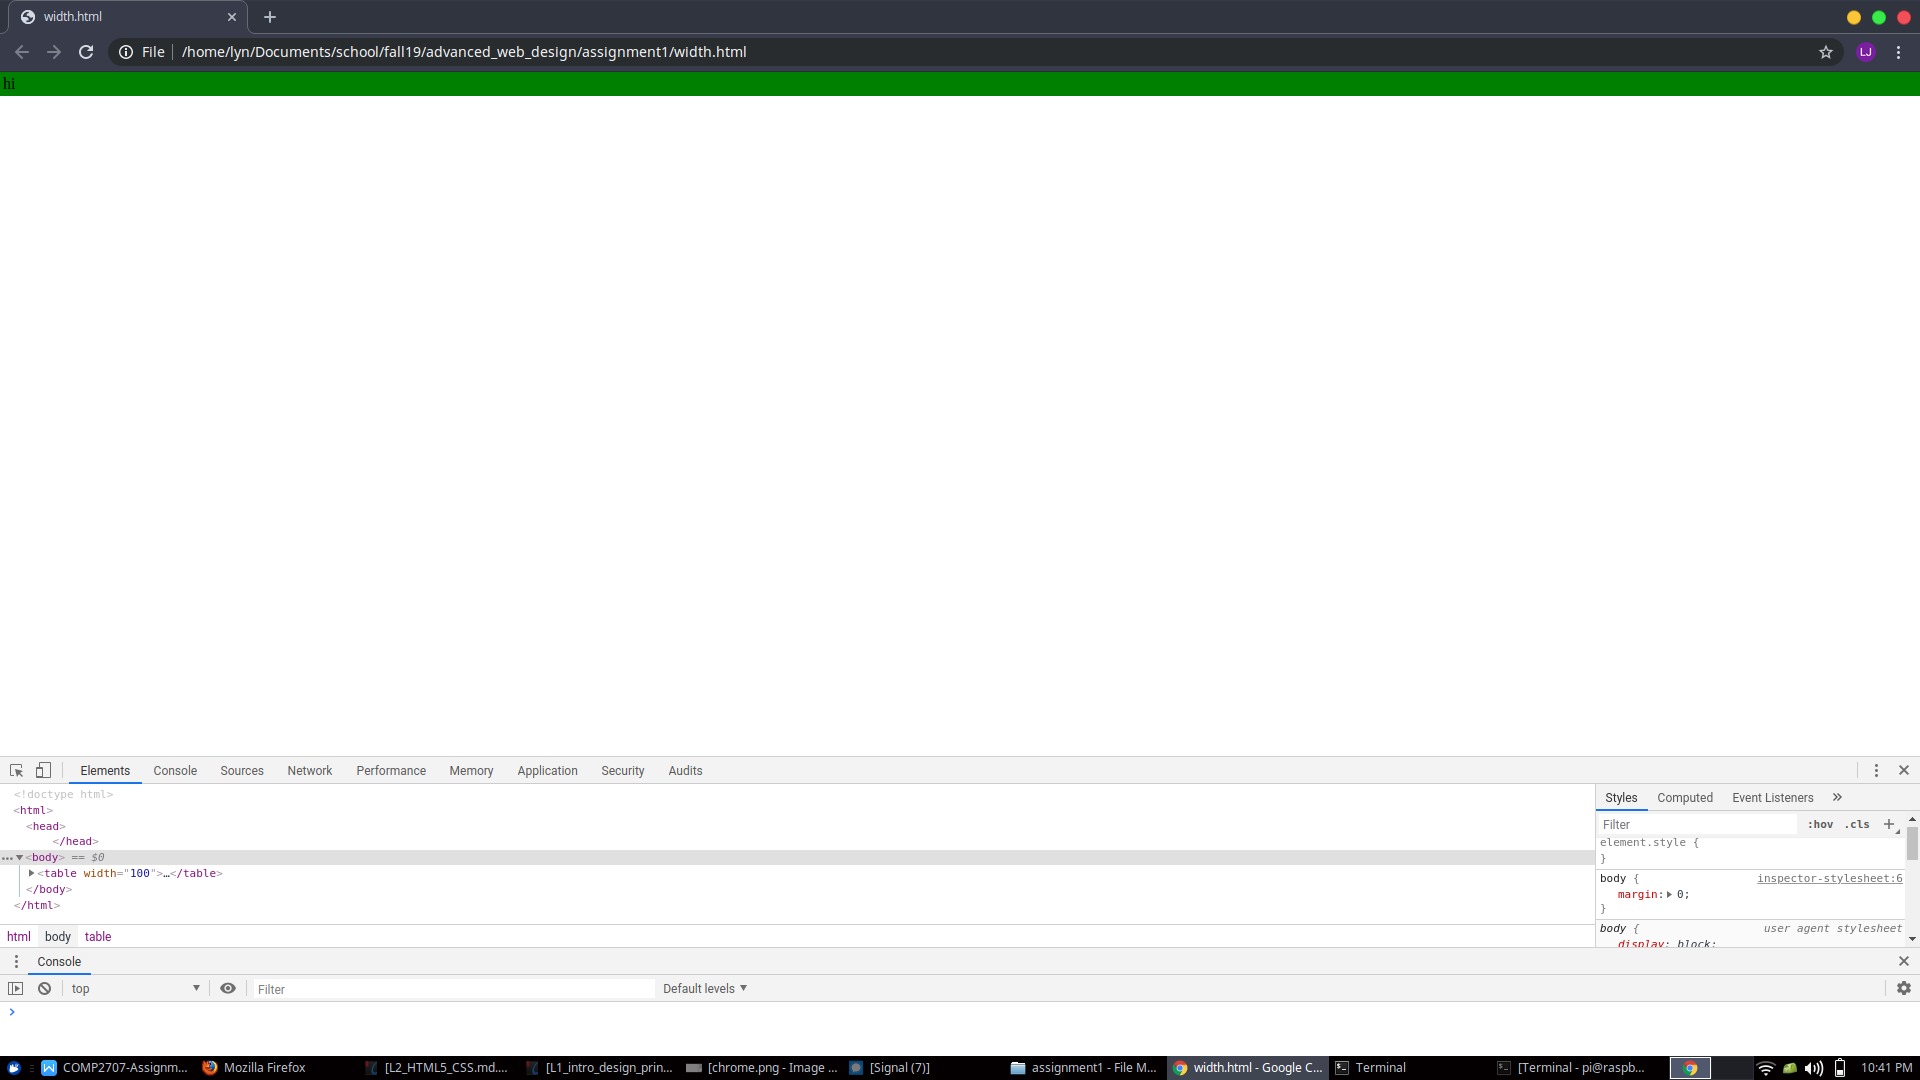 width.html
File /home/lyn/Documents/school/fall19/advanced_web_design/assignment1/width.html LJ
hi
Elements Console Sources Network Performance Memory Application Security Audits
<!doctype html>
<html>
<head>
</head>
<body> == $0
<table width="100">…</table>
</body>
</html>
html body table
Styles Computed Event Listeners »
Filter :hov .cls +
element.style {
}
body { inspector-stylesheet:6
margin: 0;
}
body { user agent stylesheet
display: block;
Console
top Filter Default levels
>
COMP2707-Assignm... Mozilla Firefox [L2_HTML5_CSS.md.... [L1_intro_design_prin... [chrome.png - Image ... [Signal (7)] assignment1 - File M... width.html - Google C... Terminal [Terminal - pi@raspb... 10:41 PM